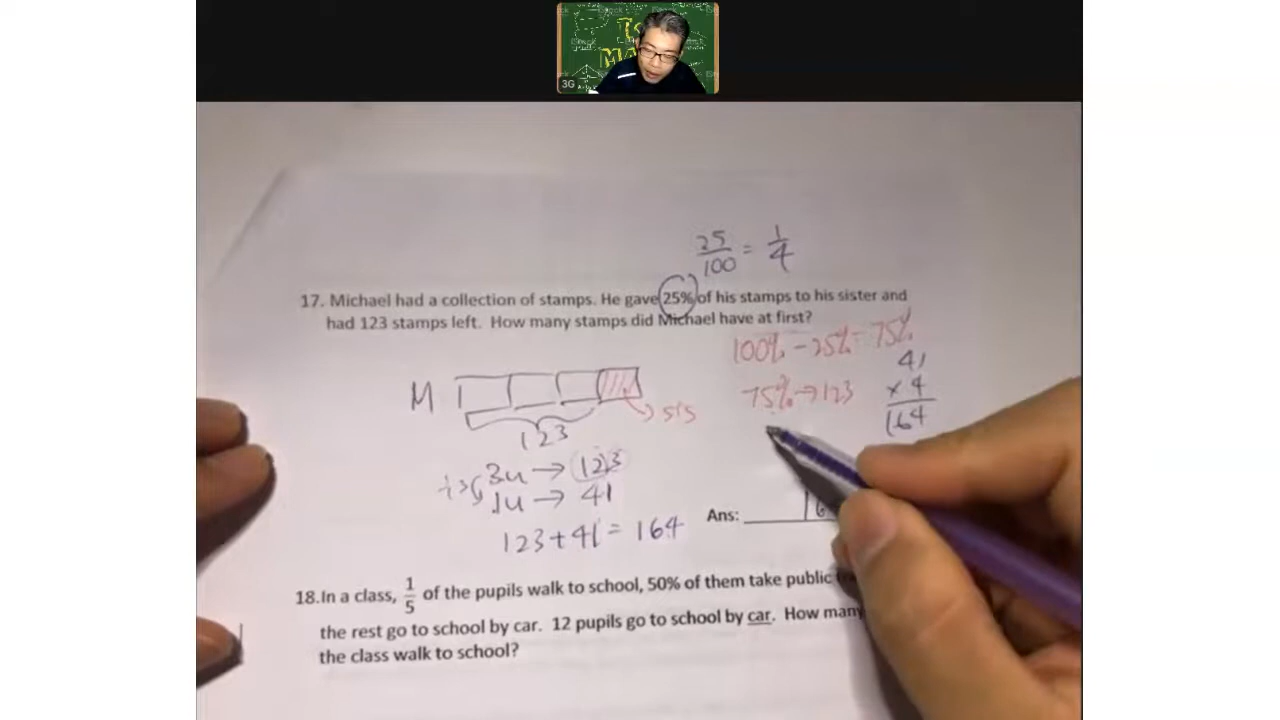 3G
25/100 = 1/4
17. Michael had a collection of stamps. He gave 25% of his stamps to his sister and
had 123 stamps left. How many stamps did Michael have at first?
100% - 25% = 75%
75% → 123
41
× 4
164
M
→ sis
123
÷3
3u → 123
1u → 41
123 + 41 = 164
Ans:
18. In a class, 1/5 of the pupils walk to school, 50% of them take public
the rest go to school by car. 12 pupils go to school by car. How many
the class walk to school?